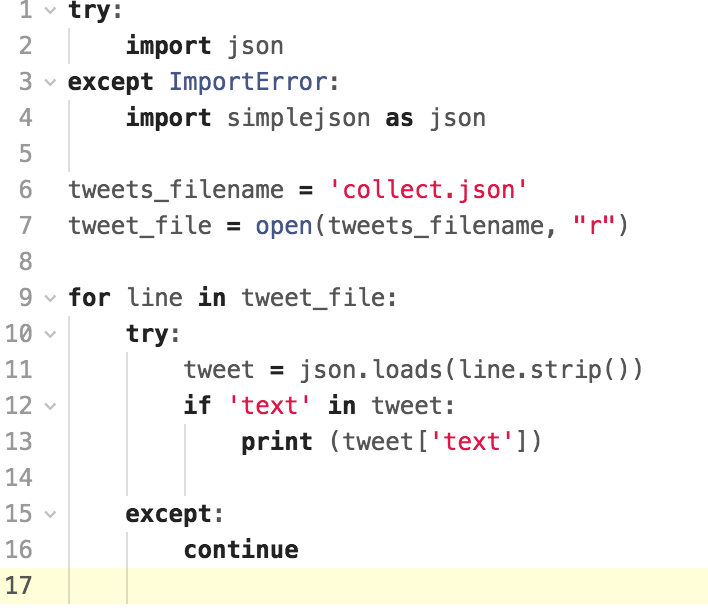 1 try:
2     import json
3 except ImportError:
4     import simplejson as json
5
6 tweets_filename = 'collect.json'
7 tweet_file = open(tweets_filename, "r")
8
9 for line in tweet_file:
10     try:
11         tweet = json.loads(line.strip())
12         if 'text' in tweet:
13             print (tweet['text'])
14
15     except:
16         continue
17